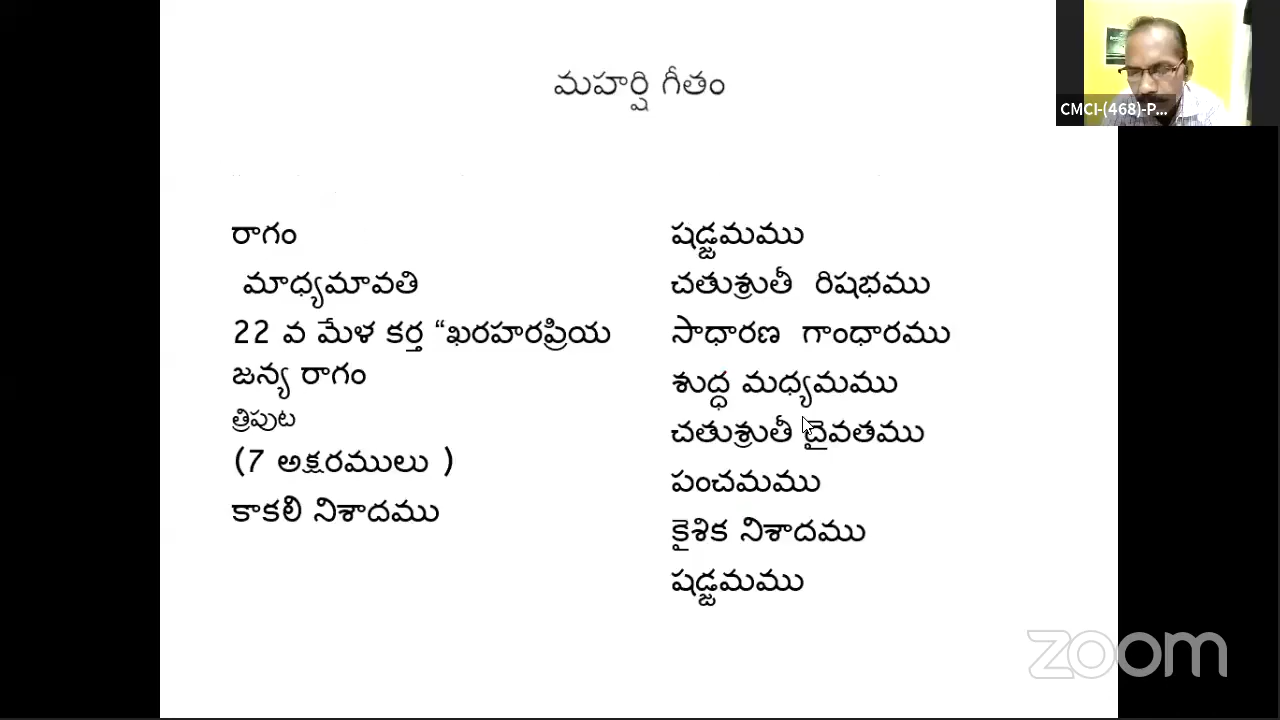 మహర్షి గీతం
CMCI-(468)-P...
రాగం
మాధ్యమావతి
22 వ మేళ కర్త “ఖరహరప్రియ
జన్య రాగం
త్రిపుట
(7 అక్షరములు )
కాకలి నిశాదము
షడ్జమము
చతుశ్రుతీ రిషభము
సాధారణ గాంధారము
శుద్ధ మధ్యమము
చతుశ్రుతీ దైవతము
పంచమము
కైశిక నిశాదము
షడ్జమము
zoom